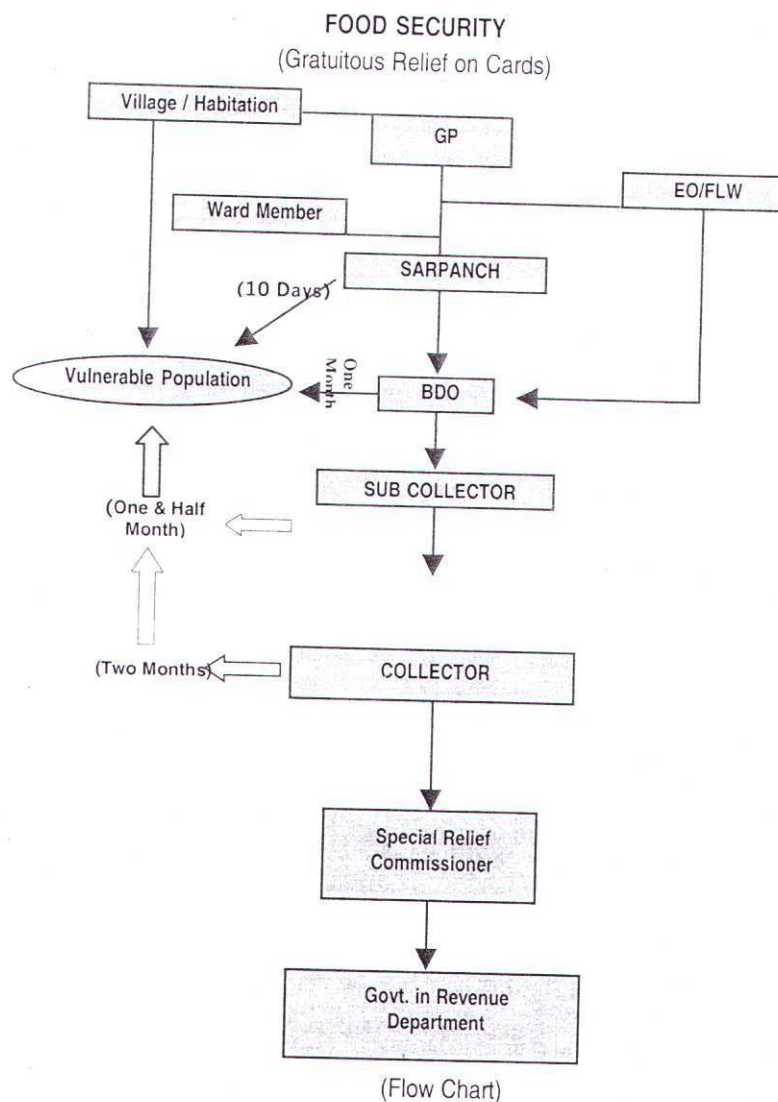 FOOD SECURITY
(Gratuitous Relief on Cards)
Village / Habitation
GP
EO/FLW
Ward Member
SARPANCH
(10 Days)
Vulnerable Population
One
Month
BDO
SUB COLLECTOR
(One & Half
Month)
(Two Months)
COLLECTOR
Special Relief
Commissioner
Govt. in Revenue
Department
(Flow Chart)